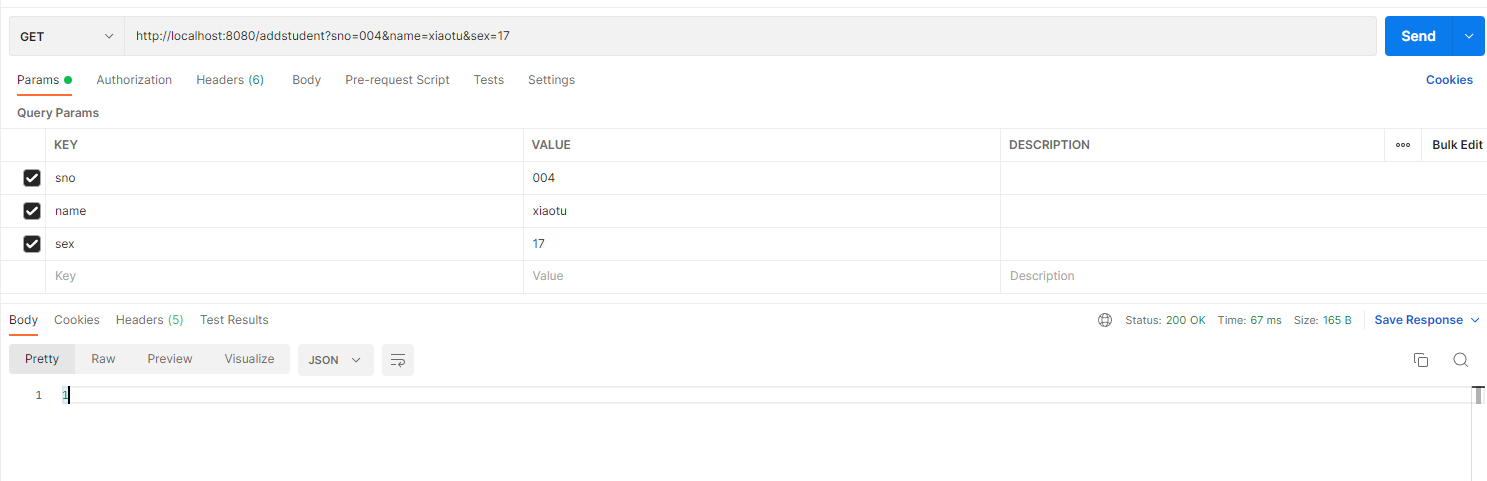 GET http://localhost:8080/addstudent?sno=004&name=xiaotu&sex=17 Send
Params Authorization Headers (6) Body Pre-request Script Tests Settings Cookies
Query Params
KEY VALUE DESCRIPTION ooo Bulk Edit
sno 004
name xiaotu
sex 17
Key Value Description
Body Cookies Headers (5) Test Results Status: 200 OK Time: 67 ms Size: 165 B Save Response
Pretty Raw Preview Visualize JSON
1 1